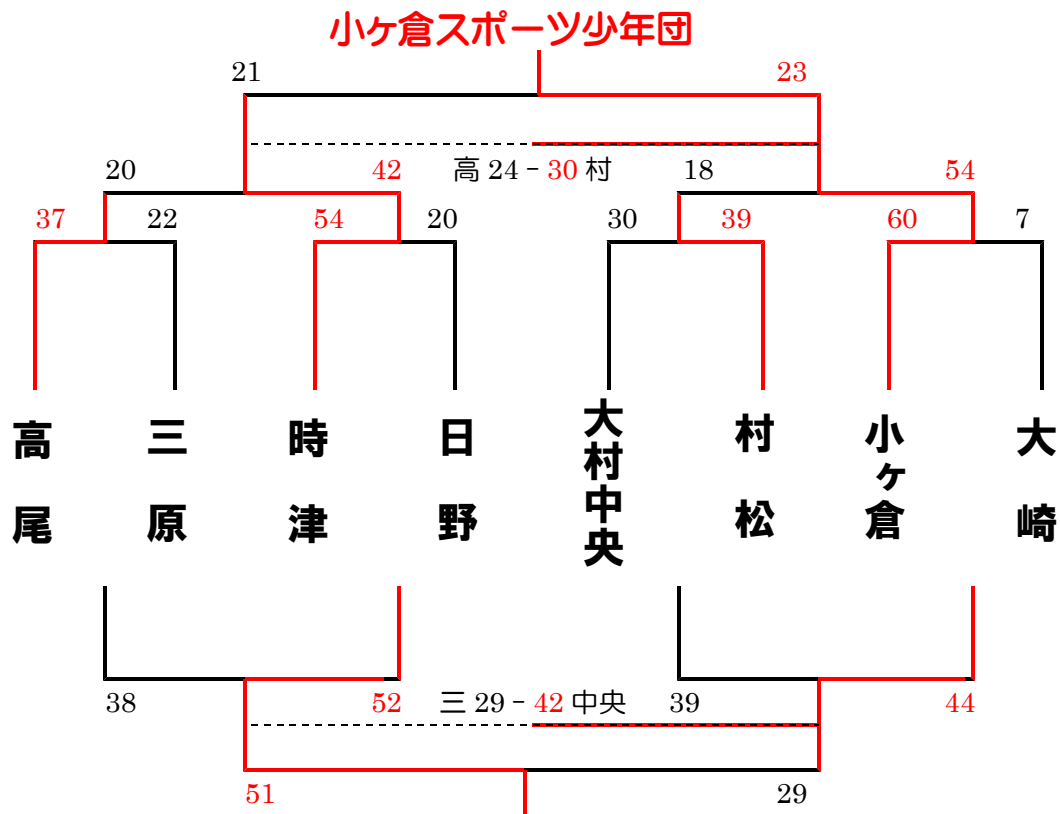 小ヶ倉スポーツ少年団
21 23
高 24 - 30 村
20 42 18 54
37 22 54 20 30 39 60 7
高尾
三原
時津
日野
大村中央
村松
小ヶ倉
大崎
38 52 三 29 - 42 中央 39 44
51 29